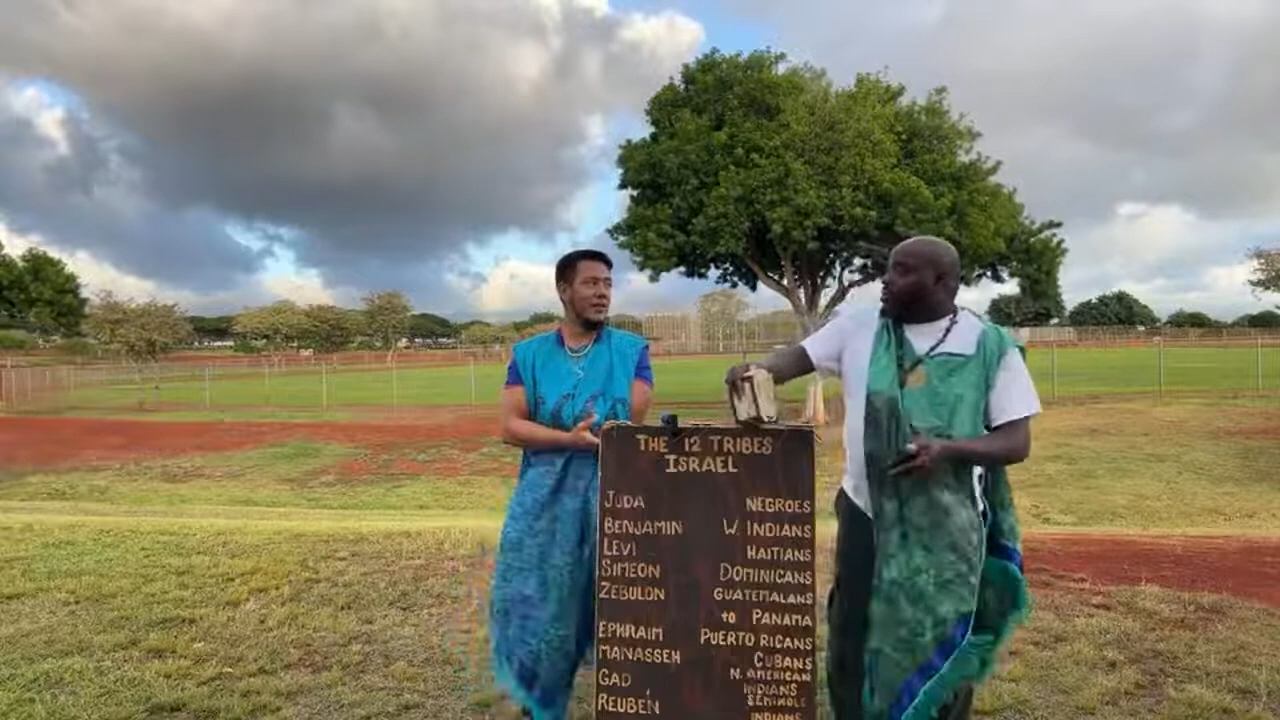 THE 12 TRIBES
ISRAEL
JUDA NEGROES
BENJAMIN W. INDIANS
LEVI HAITIANS
SIMEON DOMINICANS
ZEBULON GUATEMALANS
to PANAMA
EPHRAIM PUERTO RICANS
MANASSEH CUBANS
GAD N. AMERICAN
INDIANS
REUBEN SEMINOLE
INDIANS